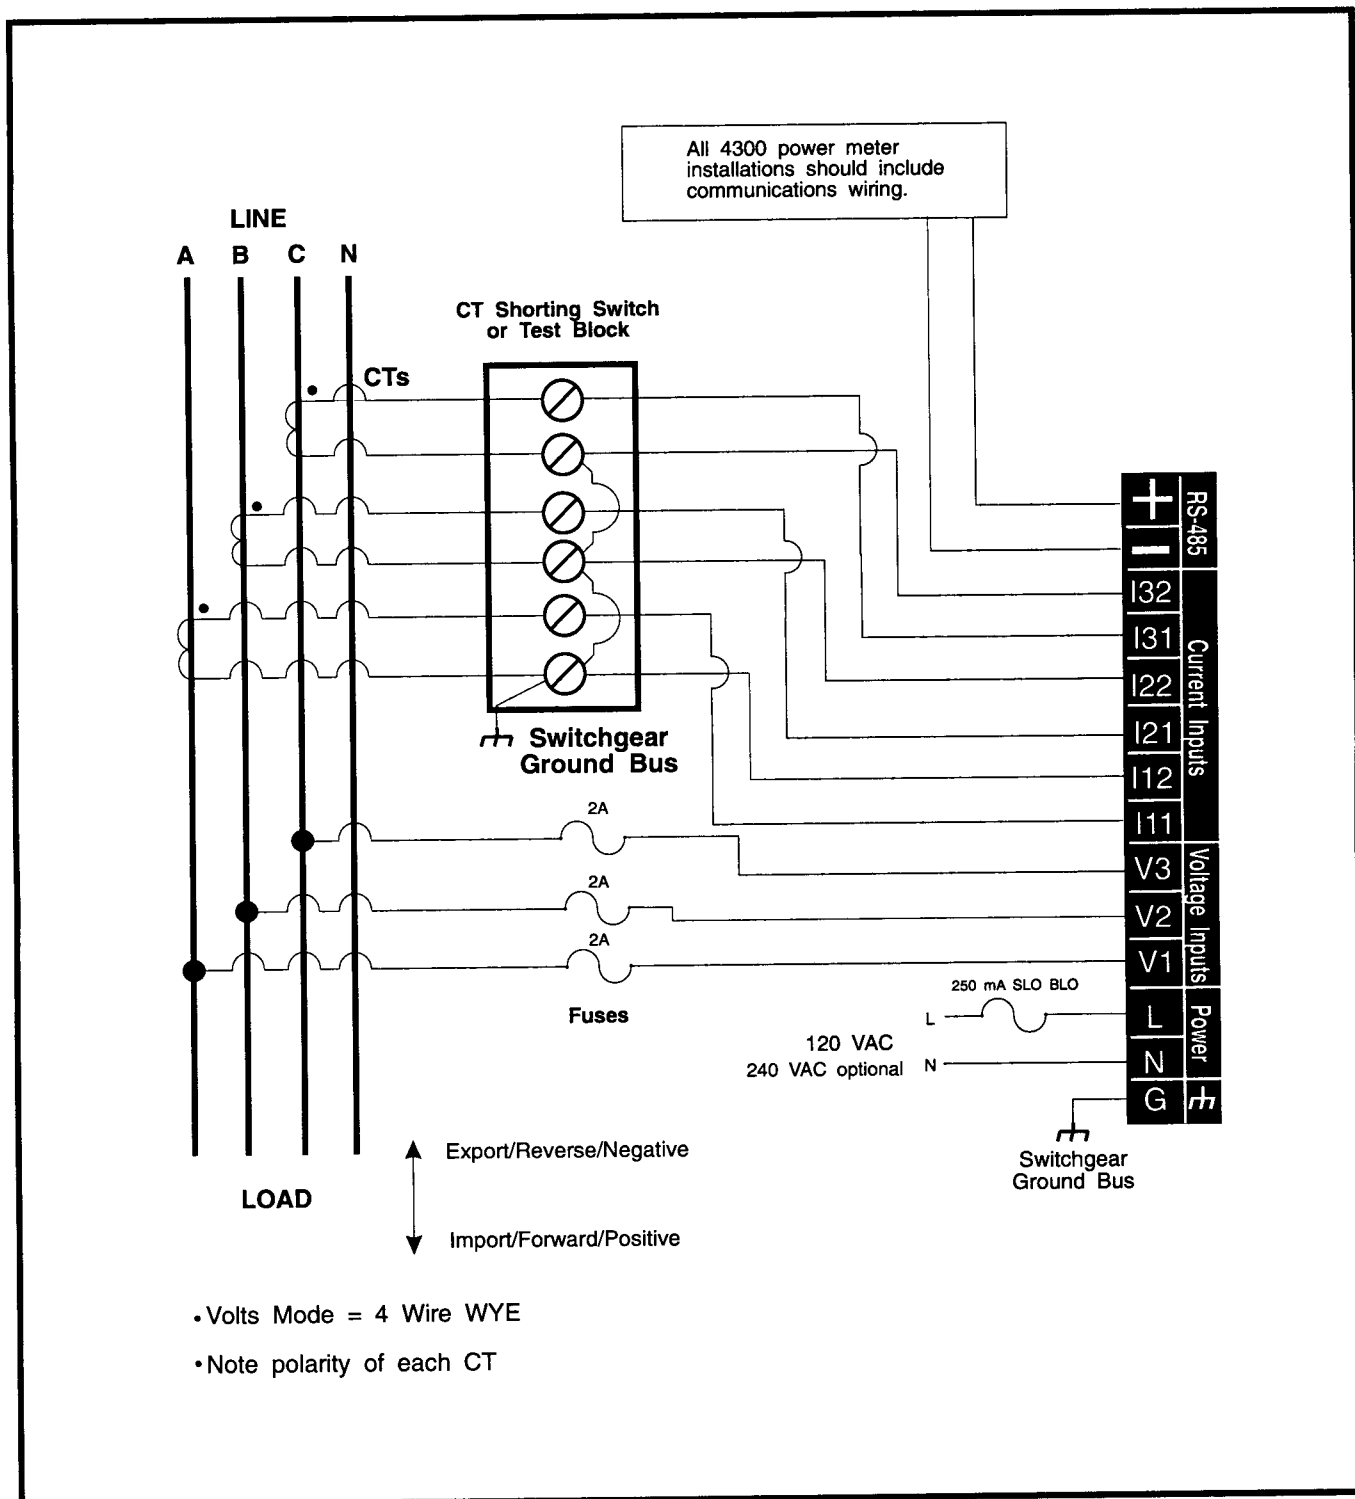 All 4300 power meter
installations should include
communications wiring.
LINE
A B C N
CT Shorting Switch
or Test Block
CTs
Switchgear
Ground Bus
+
−
RS-485
I32
I31
I22
I21
I12
I11
Current Inputs
V3
V2
V1
Voltage Inputs
L
N
Power
G
2A
2A
2A
Fuses
250 mA SLO BLO
L
120 VAC
240 VAC optional N
Switchgear
Ground Bus
LOAD
Export/Reverse/Negative
Import/Forward/Positive
• Volts Mode = 4 Wire WYE
• Note polarity of each CT